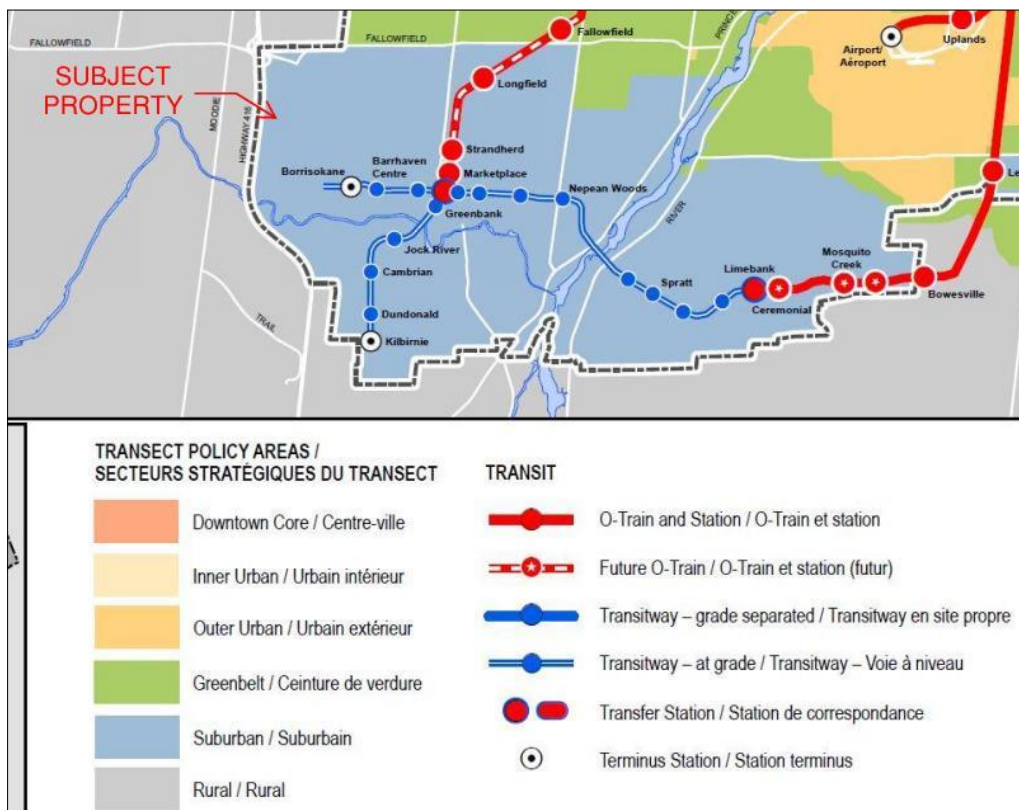 FALLOWFIELD
FALLOWFIELD
Fallowfield
PRINCE
Airport/
Aéroport
Uplands
SUBJECT
PROPERTY
Longfield
MOODIE
HIGHWAY 416
Strandherd
Borrisokane
Barrhaven
Centre
Marketplace
Nepean Woods
Le
Greenbank
RIVER
Jock River
Cambrian
Spratt
Limebank
Mosquito
Creek
Ceremonial
Bowesville
Dundonald
TRAIL
Kilbirnie
TRANSECT POLICY AREAS /
SECTEURS STRATÉGIQUES DU TRANSECT
Downtown Core / Centre-ville
Inner Urban / Urbain intérieur
Outer Urban / Urbain extérieur
Greenbelt / Ceinture de verdure
Suburban / Suburbain
Rural / Rural
TRANSIT
O-Train and Station / O-Train et station
Future O-Train / O-Train et station (futur)
Transitway – grade separated / Transitway en site propre
Transitway – at grade / Transitway – Voie à niveau
Transfer Station / Station de correspondance
Terminus Station / Station terminus